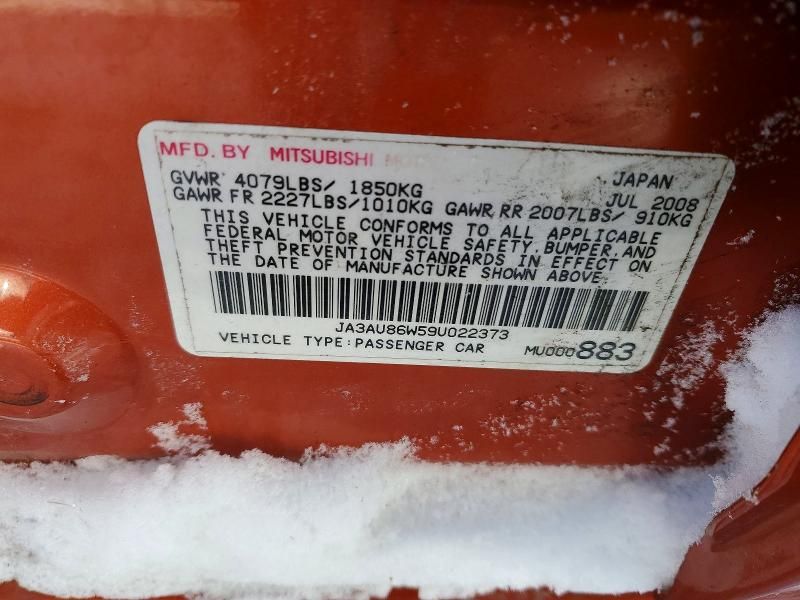 MFD. BY MITSUBISHI
JAPAN
GVWR 4079LBS/ 1850KG JUL 2008
GAWR FR 2227LBS/1010KG GAWR RR 2007LBS/ 910KG
THIS VEHICLE CONFORMS TO ALL APPLICABLE
FEDERAL MOTOR VEHICLE SAFETY, BUMPER, AND
THEFT PREVENTION STANDARDS IN EFFECT ON
THE DATE OF MANUFACTURE SHOWN ABOVE.
JA3AU86W59U022373
VEHICLE TYPE:PASSENGER CAR MU000883